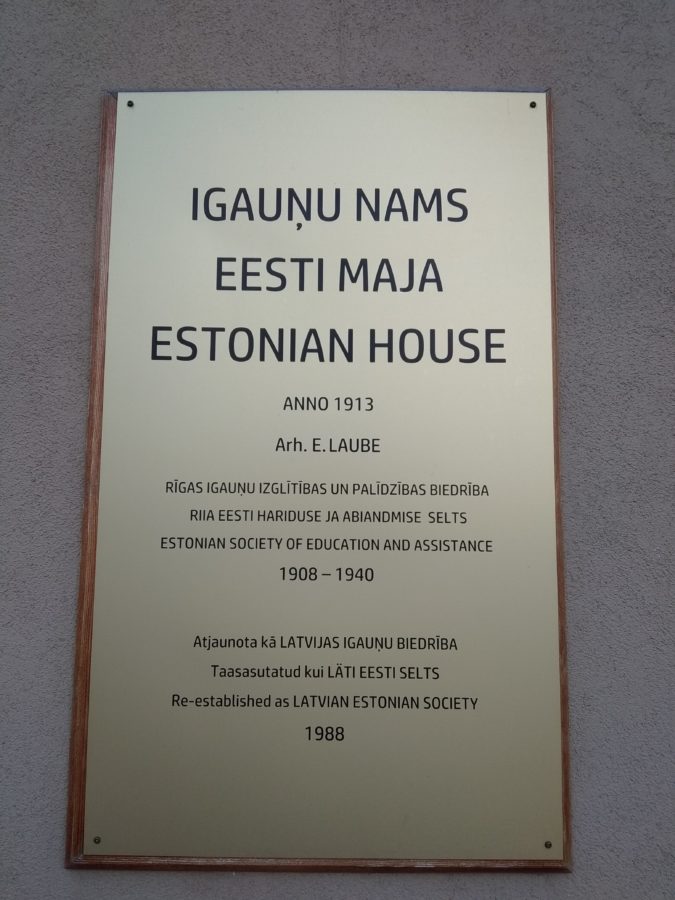 IGAUŅU NAMS
EESTI MAJA
ESTONIAN HOUSE
ANNO 1913
Arh. E. LAUBE
RĪGAS IGAUŅU IZGLĪTĪBAS UN PALĪDZĪBAS BIEDRĪBA
RIIA EESTI HARIDUSE JA ABIANDMISE SELTS
ESTONIAN SOCIETY OF EDUCATION AND ASSISTANCE
1908 – 1940
Atjaunota kā LATVIJAS IGAUŅU BIEDRĪBA
Taasasutatud kui LÄTI EESTI SELTS
Re-established as LATVIAN ESTONIAN SOCIETY
1988